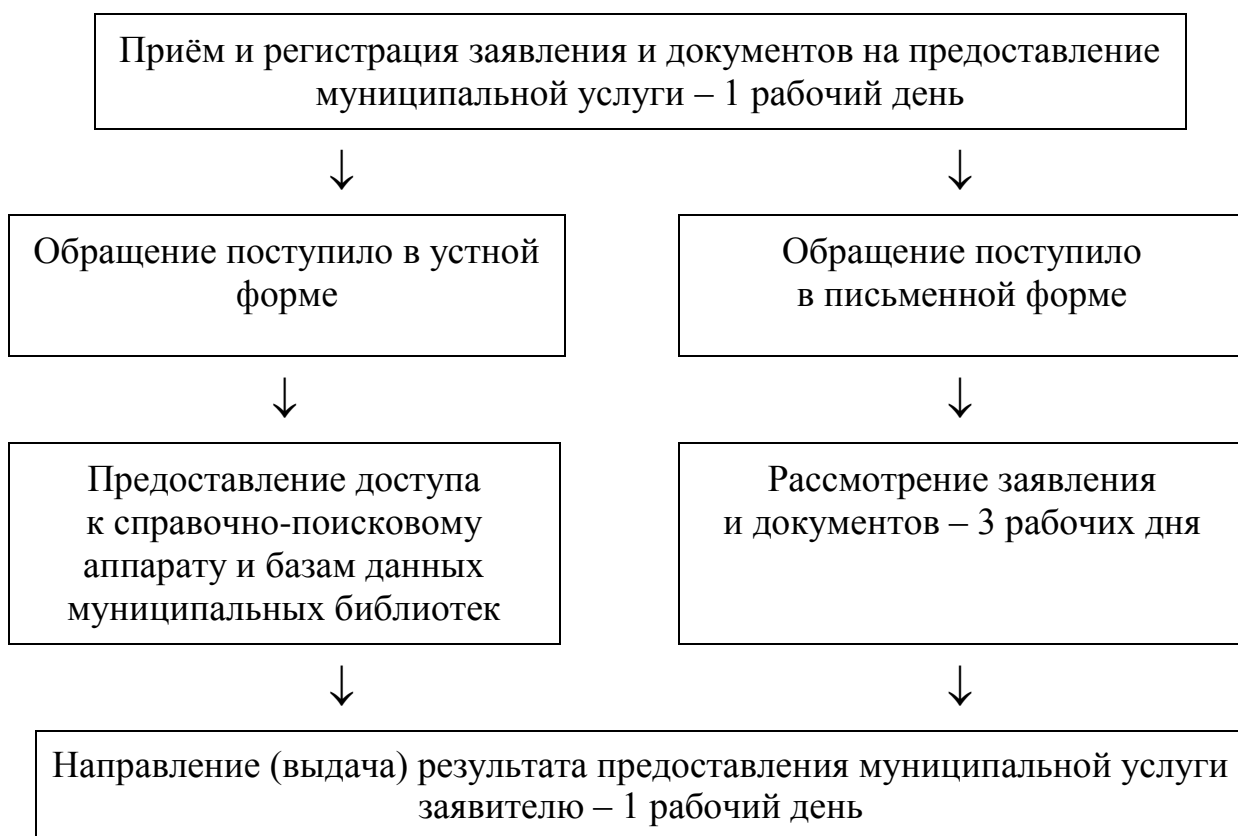 Приём и регистрация заявления и документов на предоставление
муниципальной услуги – 1 рабочий день
↓ ↓
Обращение поступило в устной
форме
Обращение поступило
в письменной форме
↓ ↓
Предоставление доступа
к справочно-поисковому
аппарату и базам данных
муниципальных библиотек
Рассмотрение заявления
и документов – 3 рабочих дня
↓ ↓
Направление (выдача) результата предоставления муниципальной услуги
заявителю – 1 рабочий день